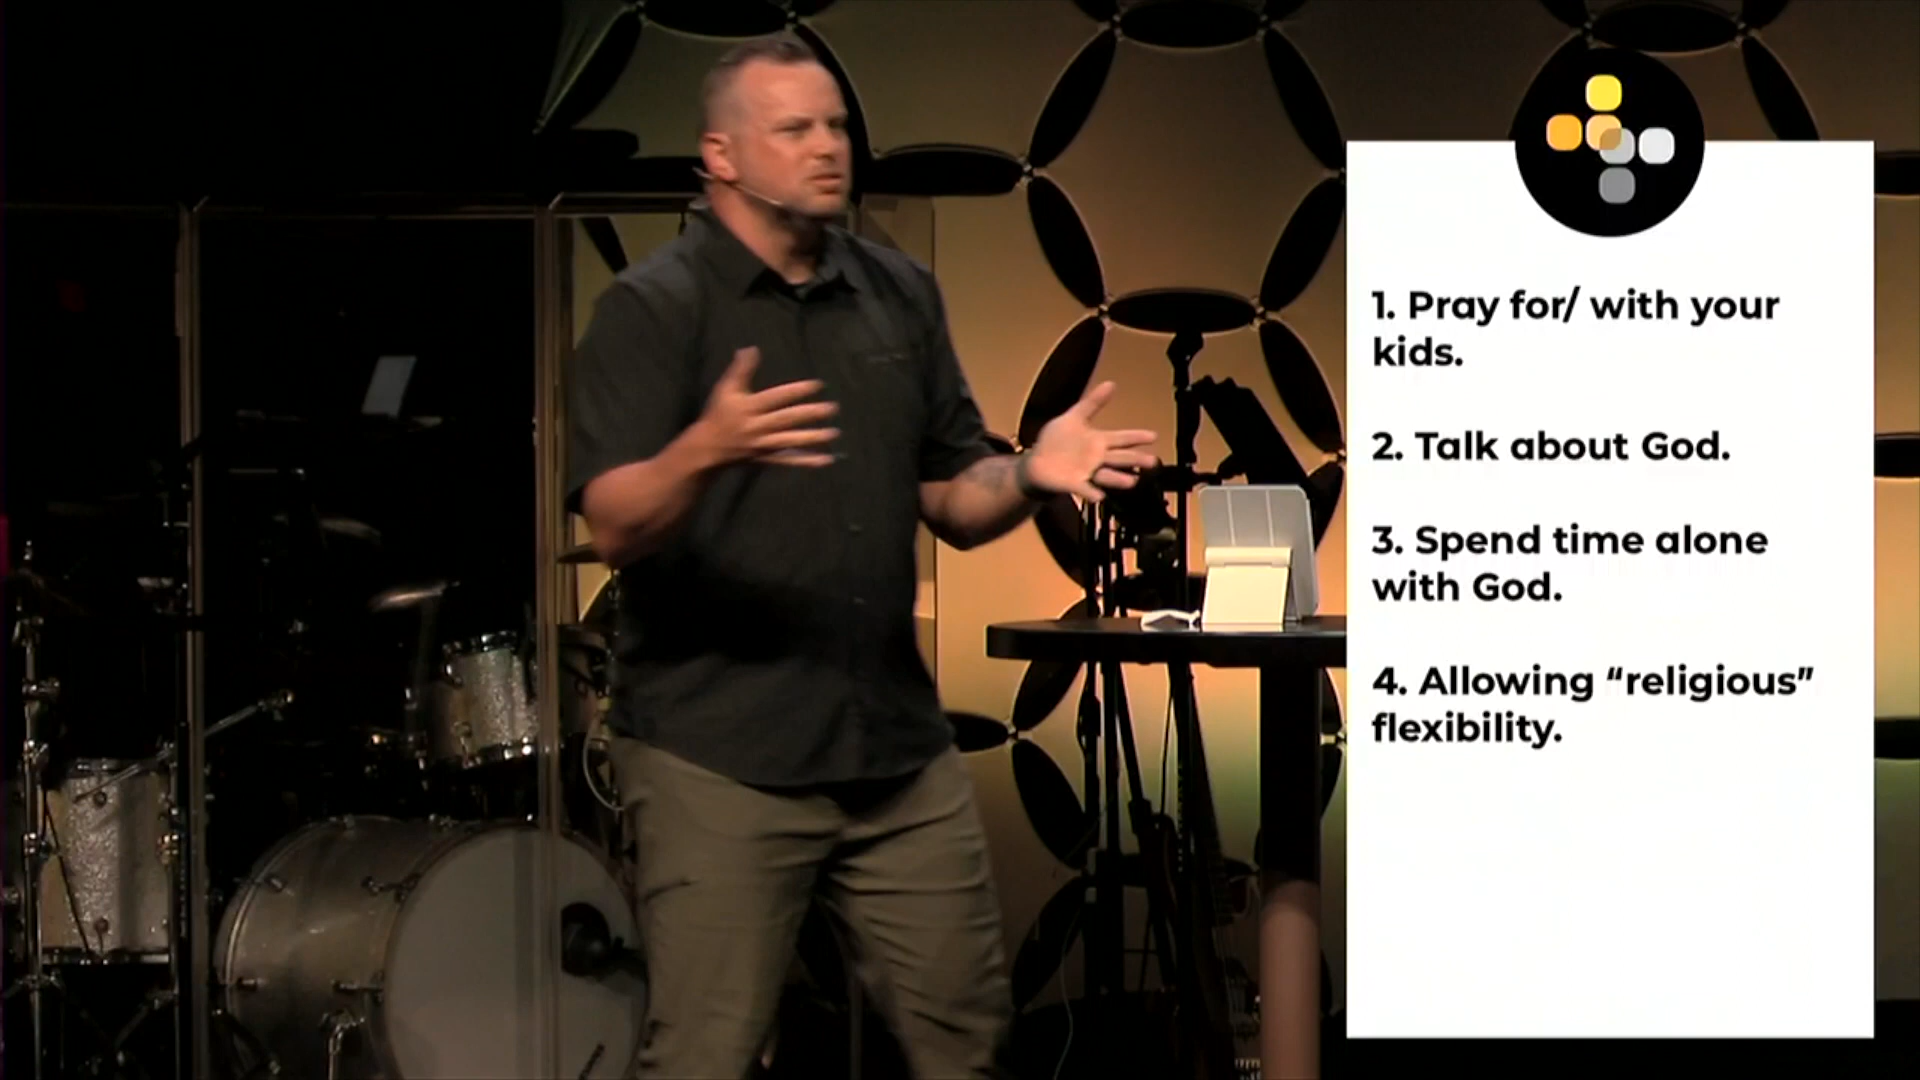 1. Pray for/ with your
kids.
2. Talk about God.
3. Spend time alone
with God.
4. Allowing “religious”
flexibility.